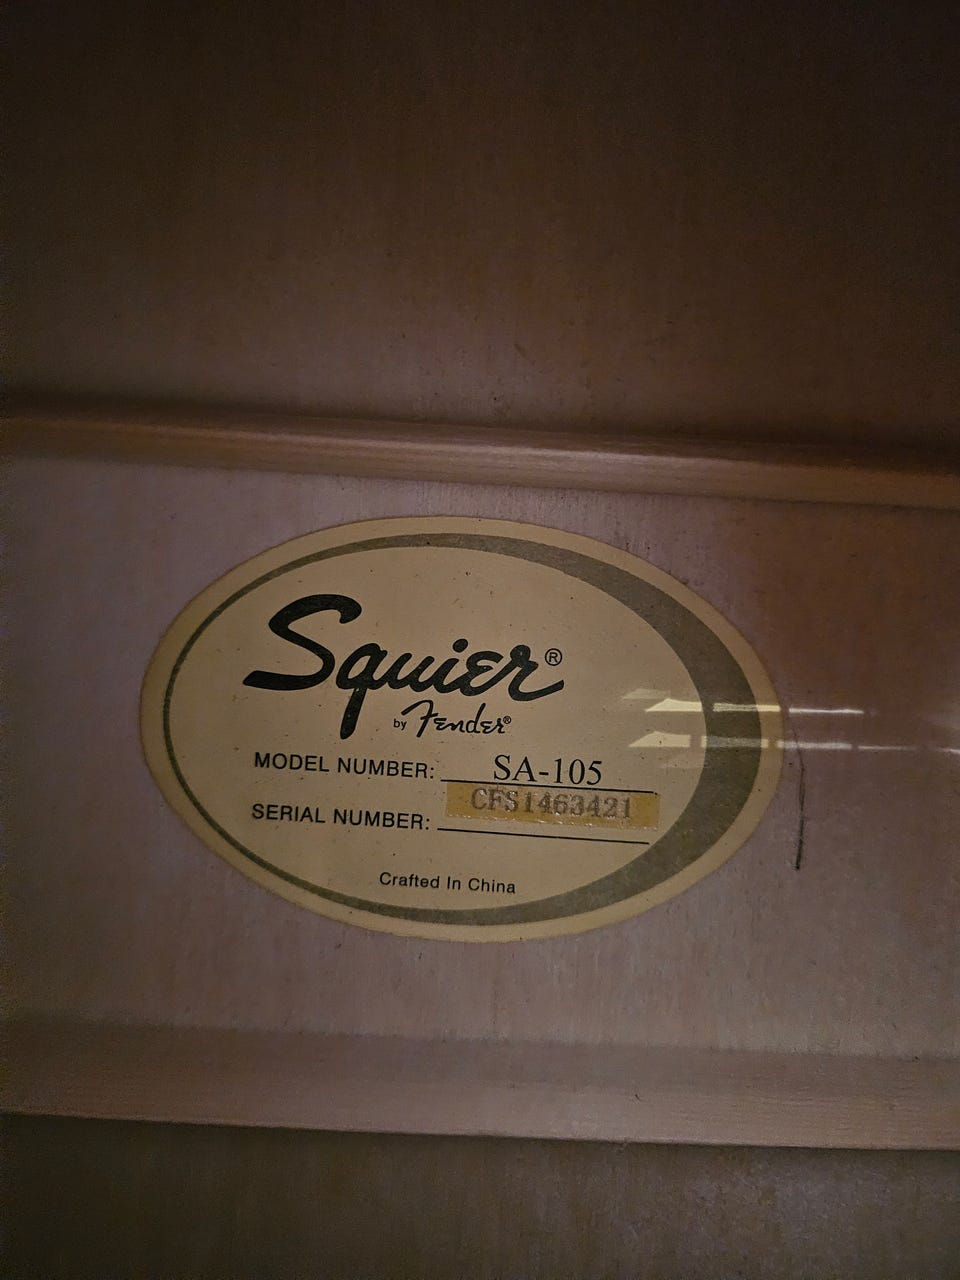 Squier®
by Fender®
MODEL NUMBER: SA-105
SERIAL NUMBER: CFS1463421
Crafted In China